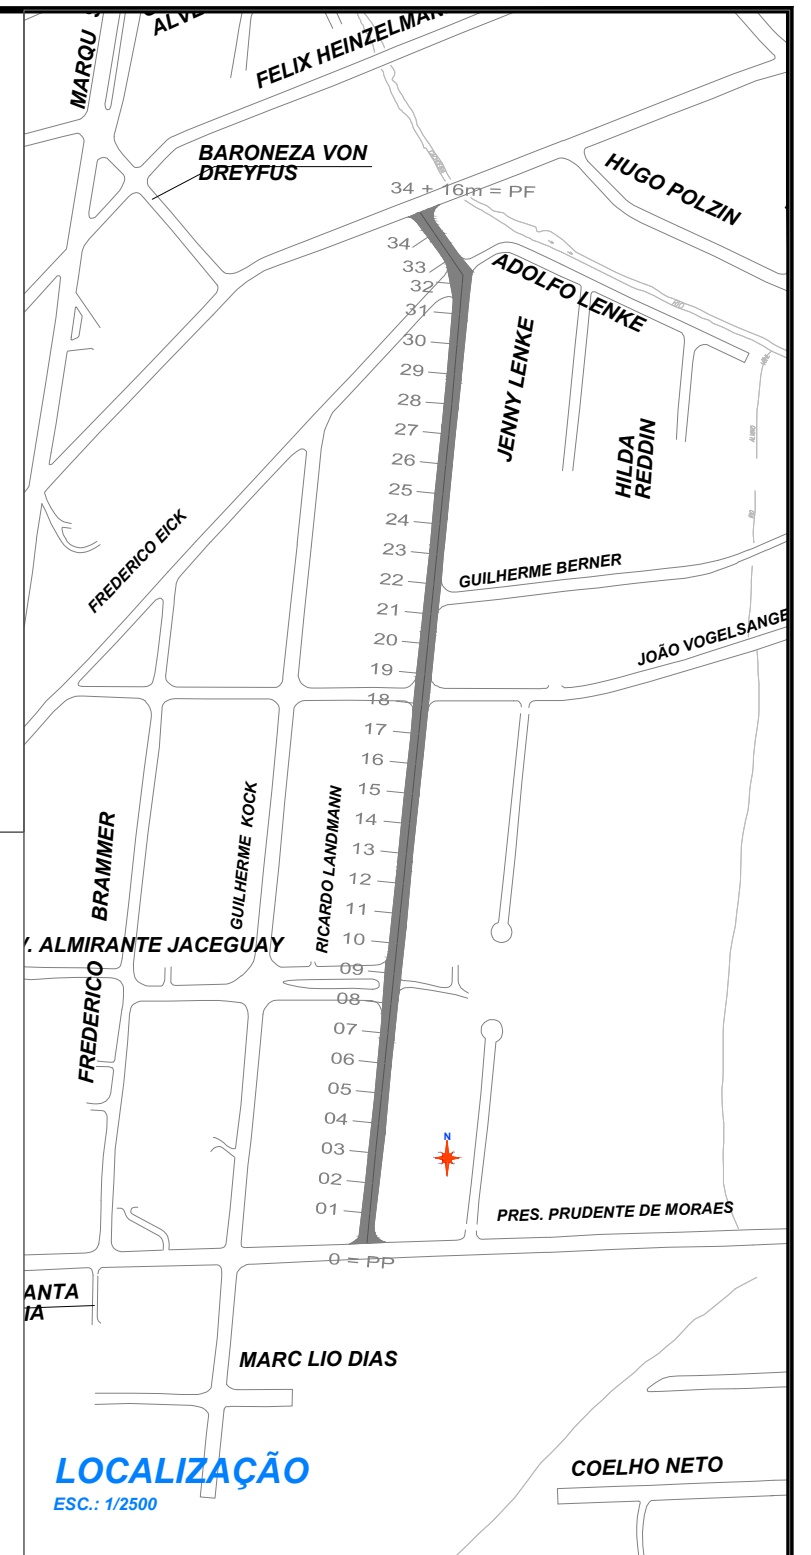 MARQU
ALVE
FELIX HEINZELMAN
BARONEZA VON
DREYFUS
HUGO POLZIN
34 + 16m = PF
34
33
32
31
30
29
28
27
26
25
24
23
22
21
20
19
18
17
16
15
14
13
12
11
10
09
08
07
06
05
04
03
02
01
0 = PP
ADOLFO LENKE
RIO
JENNY LENKE
HILDA
REDDIN
FREDERICO EICK
GUILHERME BERNER
JOÃO VOGELSANGE
FREDERICO BRAMMER
GUILHERME KOCK
RICARDO LANDMANN
V. ALMIRANTE JACEGUAY
N
PRES. PRUDENTE DE MORAES
ANTA
IA
MARC LIO DIAS
LOCALIZAÇÃO
ESC.: 1/2500
COELHO NETO